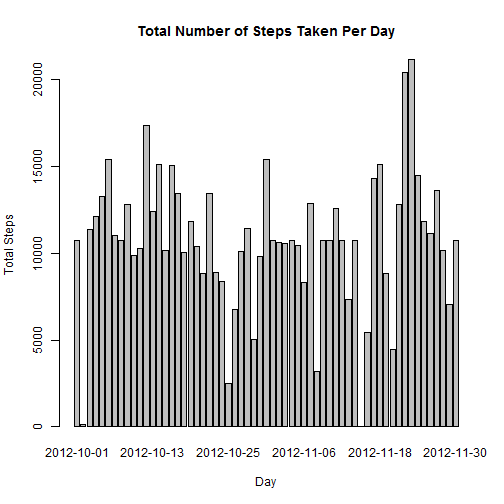 Total Number of Steps Taken Per Day
Total Steps
20000
15000
10000
5000
0
2012-10-01 2012-10-13 2012-10-25 2012-11-06 2012-11-18 2012-11-30
Day